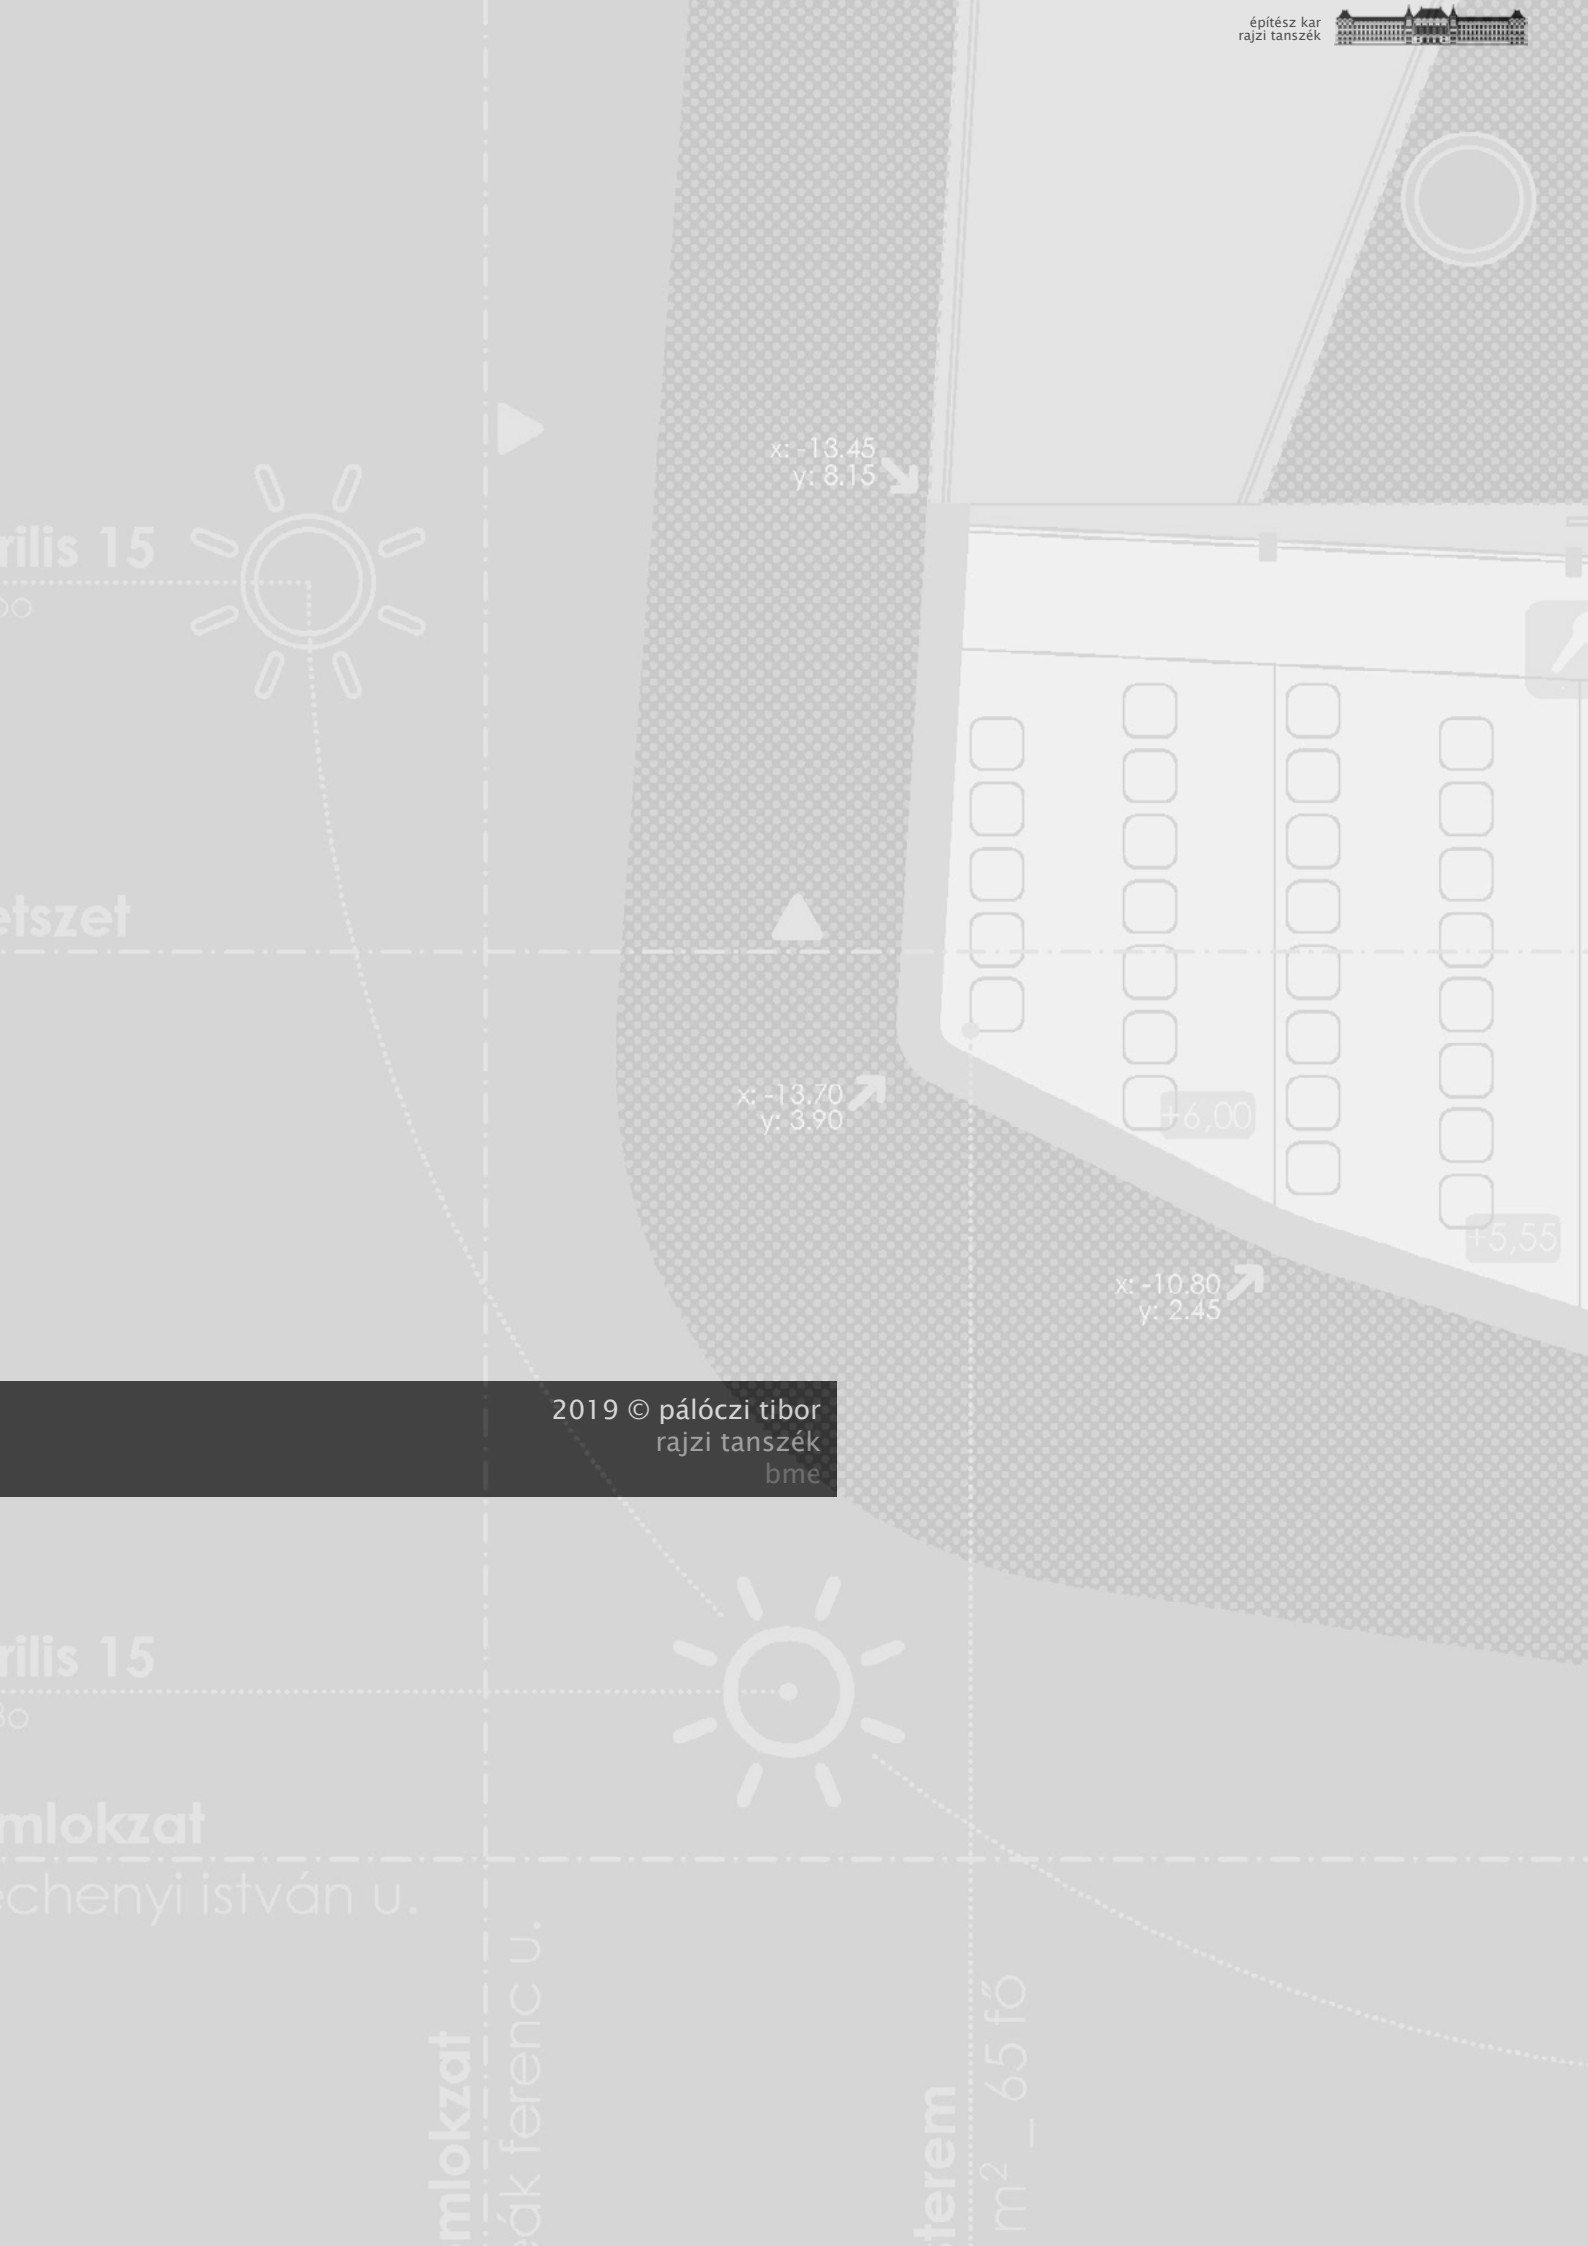 építész kar
rajzi tanszék
x: -13.45
y: 8.15
rilis 15
etszet
x: -13.70
y: 3.90
+6,00
+5,55
x: -10.80
y: 2.45
2019 © pálóczi tibor
rajzi tanszék
bme
rilis 15
mlokzat
echenyi istván u.
mlokzat
eák ferenc u.
terem
m² _ 65 fő